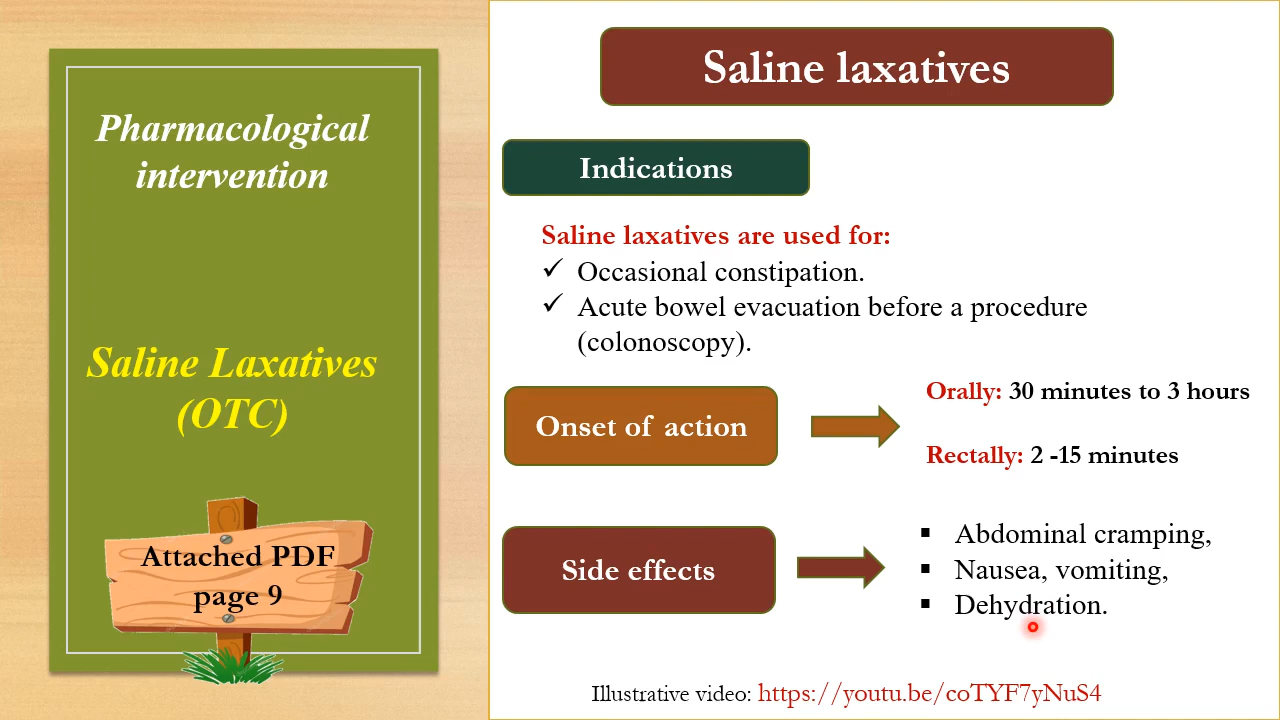 Pharmacological
intervention
Saline Laxatives
(OTC)
Attached PDF
page 9
Saline laxatives
Indications
Saline laxatives are used for:
✓ Occasional constipation.
✓ Acute bowel evacuation before a procedure
(colonoscopy).
Onset of action
Orally: 30 minutes to 3 hours
Rectally: 2 -15 minutes
Side effects
▪ Abdominal cramping,
▪ Nausea, vomiting,
▪ Dehydration.
Illustrative video: https://youtu.be/coTYF7yNuS4